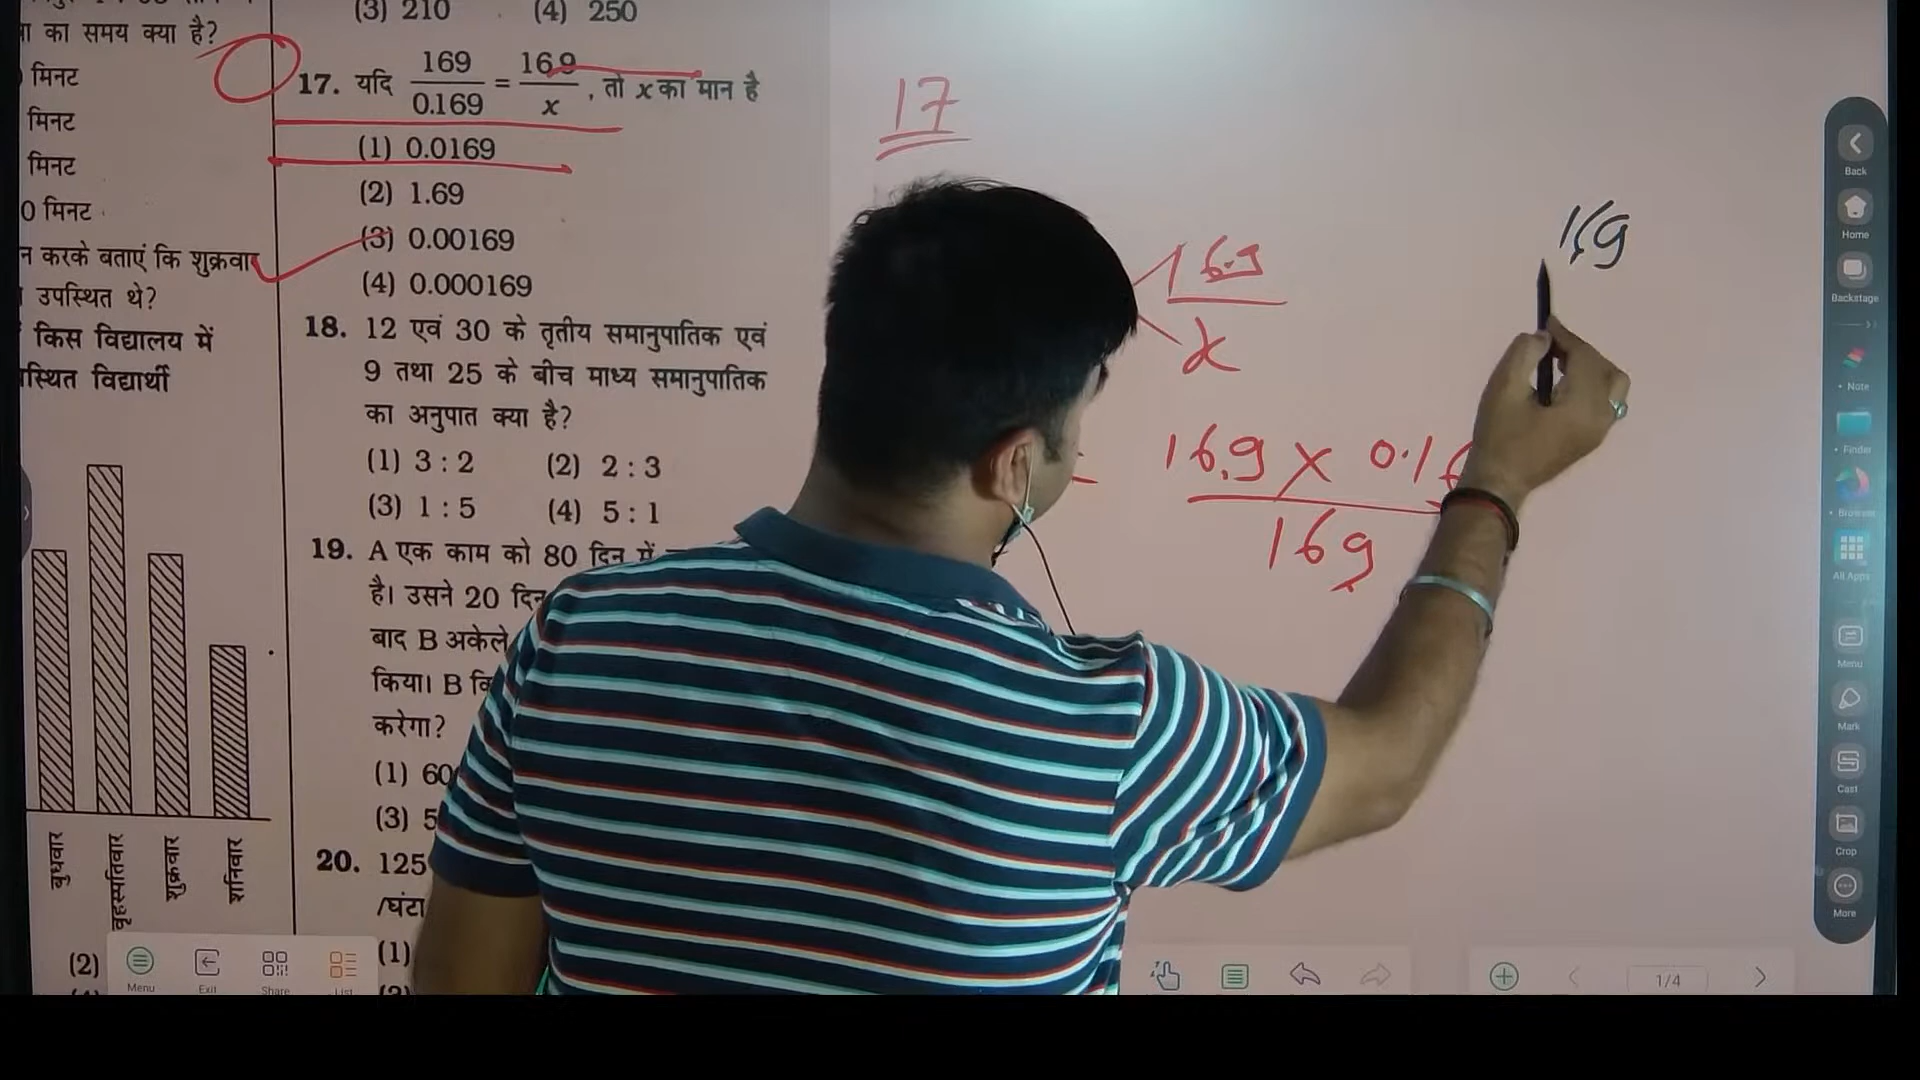 का समय क्या है?
मिनट
मिनट
मिनट
0 मिनट
न करके बताएं कि शुक्रवार
उपस्थित थे?
किस विद्यालय में
स्थित विद्यार्थी
बुधवार
वृहस्पतिवार
शुक्रवार
शनिवार
(2)
(3) 210 (4) 250
17. यदि 169/0.169 = 16.9/x, तो x का मान है
(1) 0.0169
(2) 1.69
(3) 0.00169
(4) 0.000169
18. 12 एवं 30 के तृतीय समानुपातिक एवं
9 तथा 25 के बीच माध्य समानुपातिक
का अनुपात क्या है?
(1) 3 : 2 (2) 2 : 3
(3) 1 : 5 (4) 5 : 1
19. A एक काम को 80 दिन में
है। उसने 20 दिन
बाद B अकेले
किया। B
करेगा?
(1) 60
(3) 5
20. 125
/घंटा
(1)
17
16.9
x
16.9 x 0.16
169
169
Back
Home
Backstage
Note
Finder
Browser
All Apps
Menu
Mark
Cast
Crop
More
Menu Exit Share List
1/4